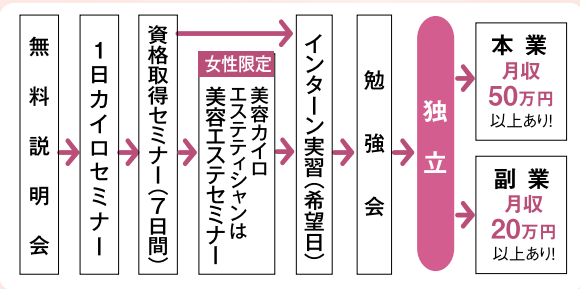 無料説明会
1日カイロセミナー
資格取得セミナー(7日間)
女性限定
美容カイロ
エステティシャンは
美容エステセミナー
インターン実習(希望日)
勉強会
独立
本業
月収
50万円
以上あり!
副業
月収
20万円
以上あり!